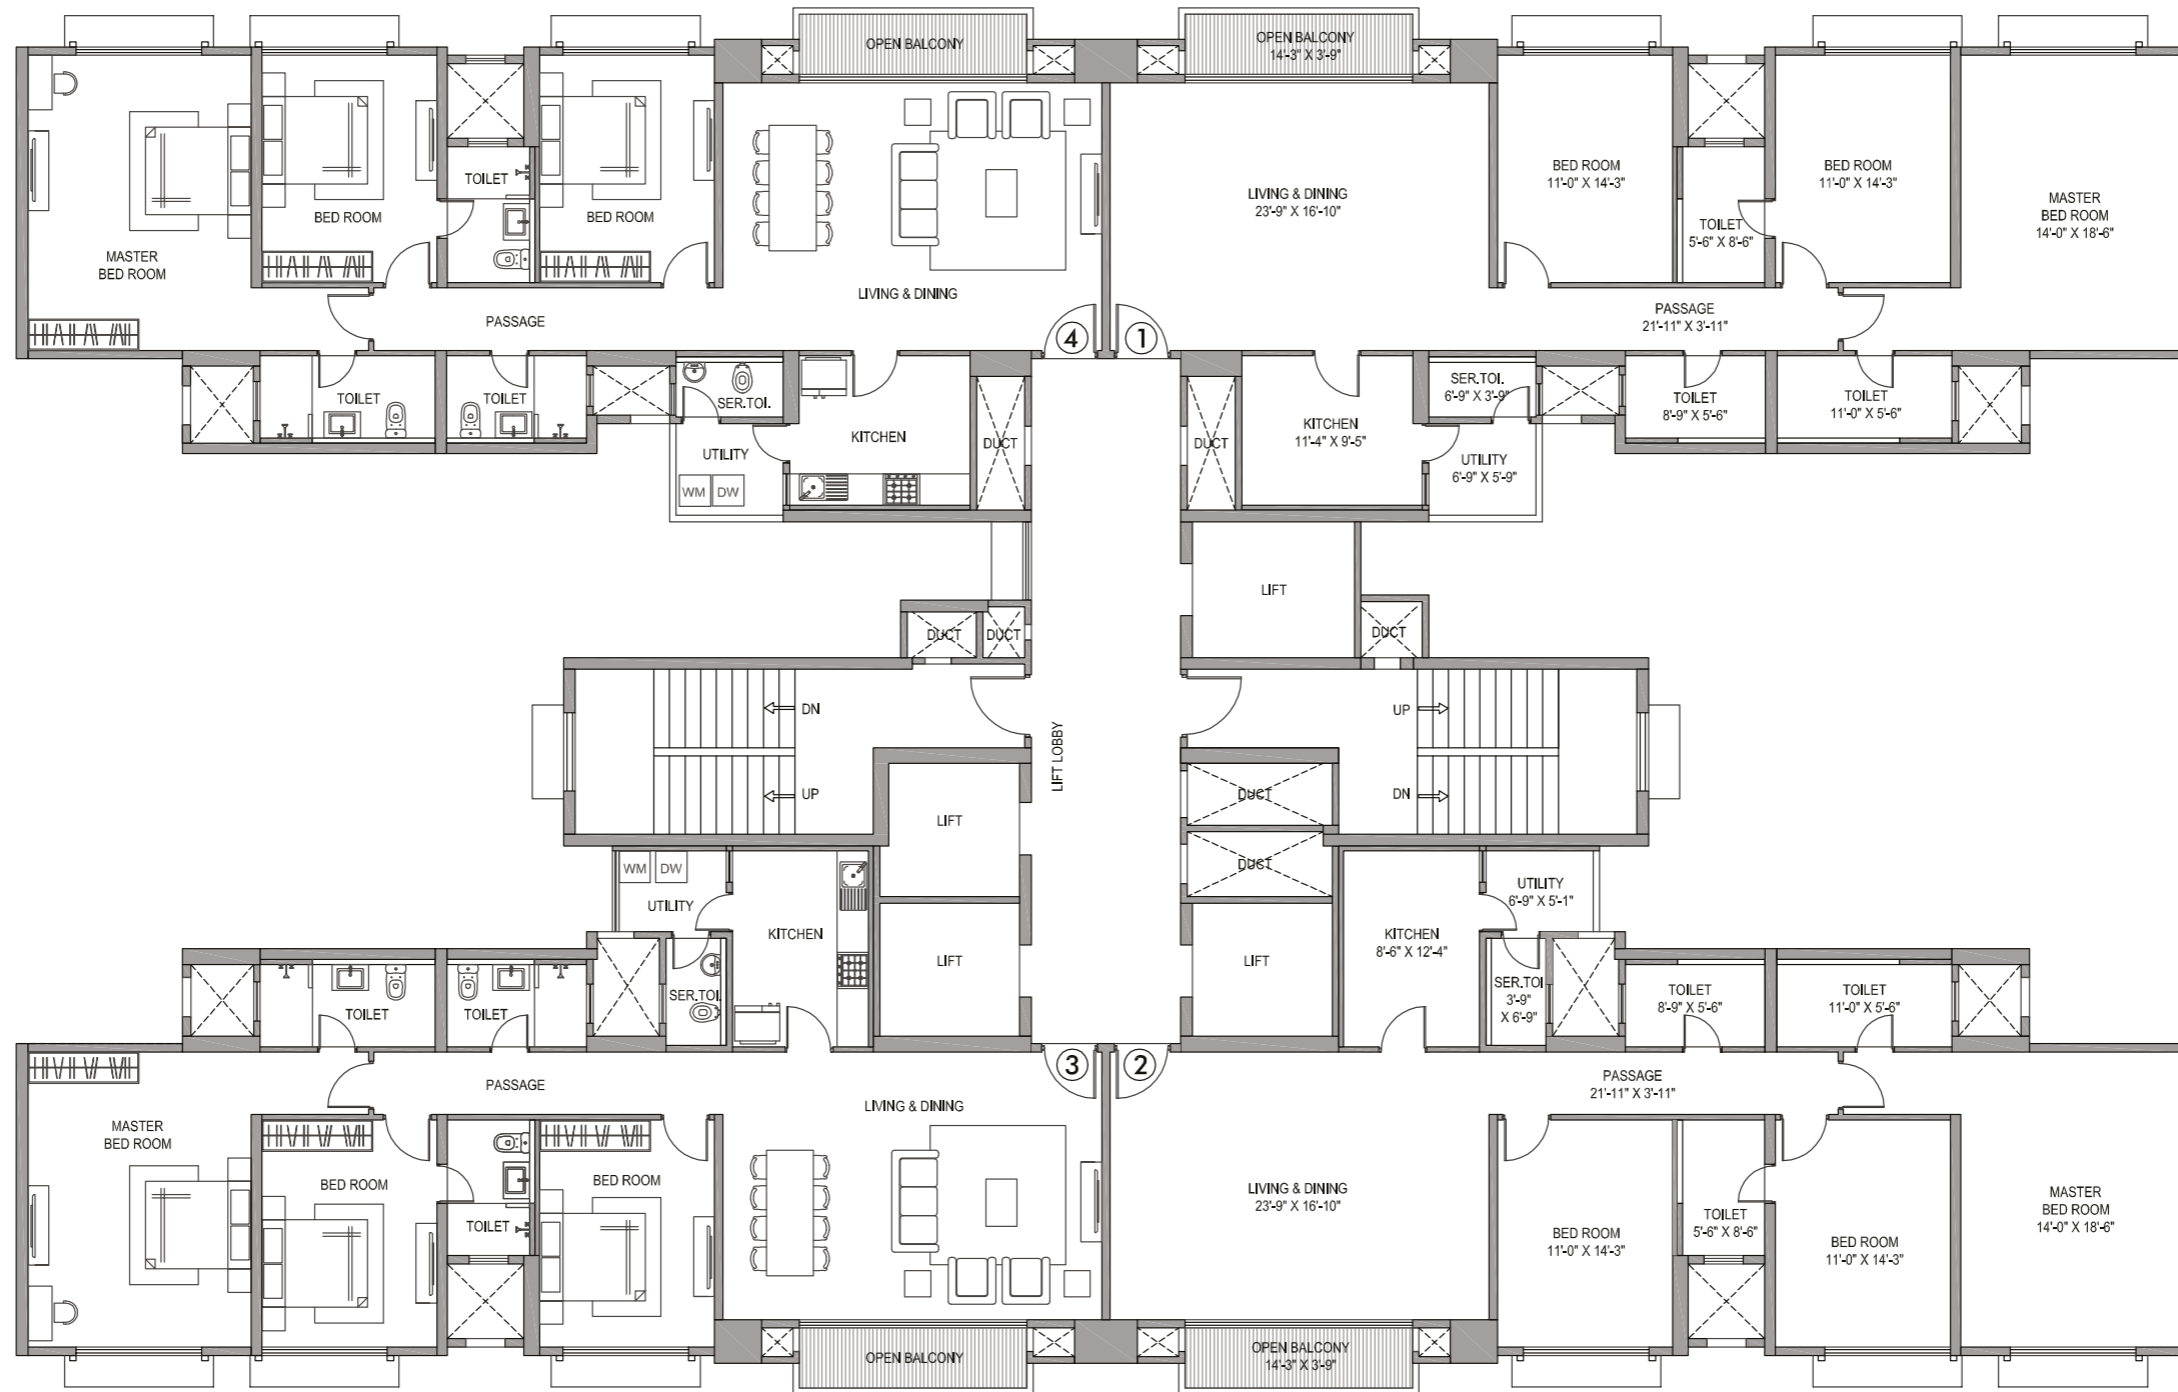 OPEN BALCONY
OPEN BALCONY
14'-3" X 3'-9"
TOILET
BED ROOM
BED ROOM
MASTER
BED ROOM
LIVING & DINING
PASSAGE
LIVING & DINING
23'-9" X 16'-10"
BED ROOM
11'-0" X 14'-3"
BED ROOM
11'-0" X 14'-3"
TOILET
5'-6" X 8'-6"
MASTER
BED ROOM
14'-0" X 18'-6"
PASSAGE
21'-11" X 3'-11"
4
1
TOILET
TOILET
SER.TOI.
KITCHEN
UTILITY
WM
DW
DUCT
DUCT
KITCHEN
11'-4" X 9'-5"
SER.TOI.
6'-9" X 3'-9"
UTILITY
6'-9" X 5'-9"
TOILET
8'-9" X 5'-6"
TOILET
11'-0" X 5'-6"
LIFT
DUCT
DUCT
DUCT
DN
UP
LIFT LOBBY
UP
DN
LIFT
DUCT
DUCT
WM
DW
UTILITY
KITCHEN
LIFT
LIFT
KITCHEN
8'-6" X 12'-4"
UTILITY
6'-9" X 5'-1"
TOILET
TOILET
SER.TOI.
SER.TOI
3'-9"
X 6'-9"
TOILET
8'-9" X 5'-6"
TOILET
11'-0" X 5'-6"
3
2
PASSAGE
LIVING & DINING
PASSAGE
21'-11" X 3'-11"
MASTER
BED ROOM
BED ROOM
BED ROOM
TOILET
LIVING & DINING
23'-9" X 16'-10"
BED ROOM
11'-0" X 14'-3"
TOILET
5'-6" X 8'-6"
BED ROOM
11'-0" X 14'-3"
MASTER
BED ROOM
14'-0" X 18'-6"
OPEN BALCONY
OPEN BALCONY
14'-3" X 3'-9"